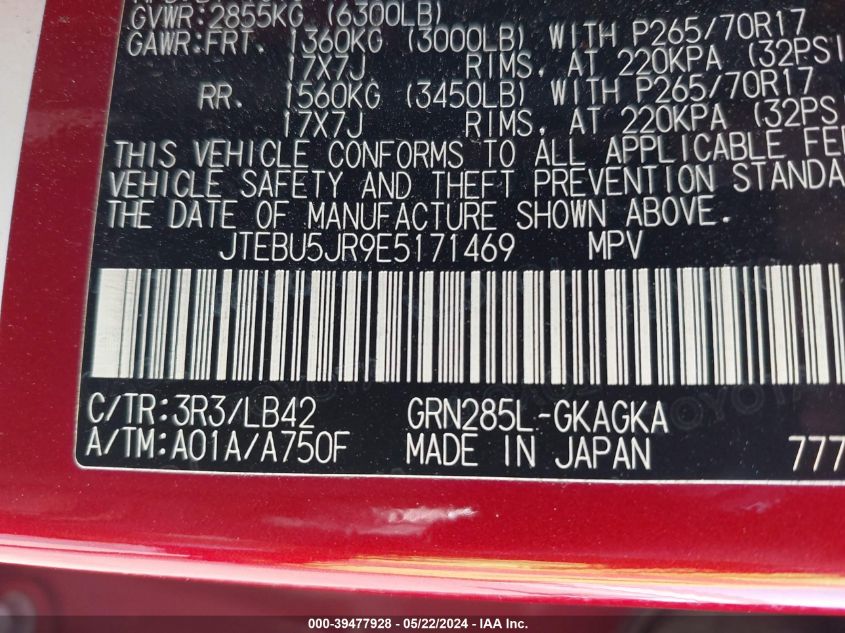 GVWR:2855KG (6300LB)
GAWR:FRT. 1360KG (3000LB) WITH P265/70R17
17X7J RIMS, AT 220KPA (32PSI
RR. 1560KG (3450LB) WITH P265/70R17
17X7J RIMS, AT 220KPA (32PS
THIS VEHICLE CONFORMS TO ALL APPLICABLE FE
VEHICLE SAFETY AND THEFT PREVENTION STANDA
THE DATE OF MANUFACTURE SHOWN ABOVE.
JTEBU5JR9E5171469 MPV
C/TR:3R3/LB42 GRN285L-GKAGKA
A/TM:A01A/A750F MADE IN JAPAN 777
000-39477928 - 05/22/2024 - IAA, Inc.